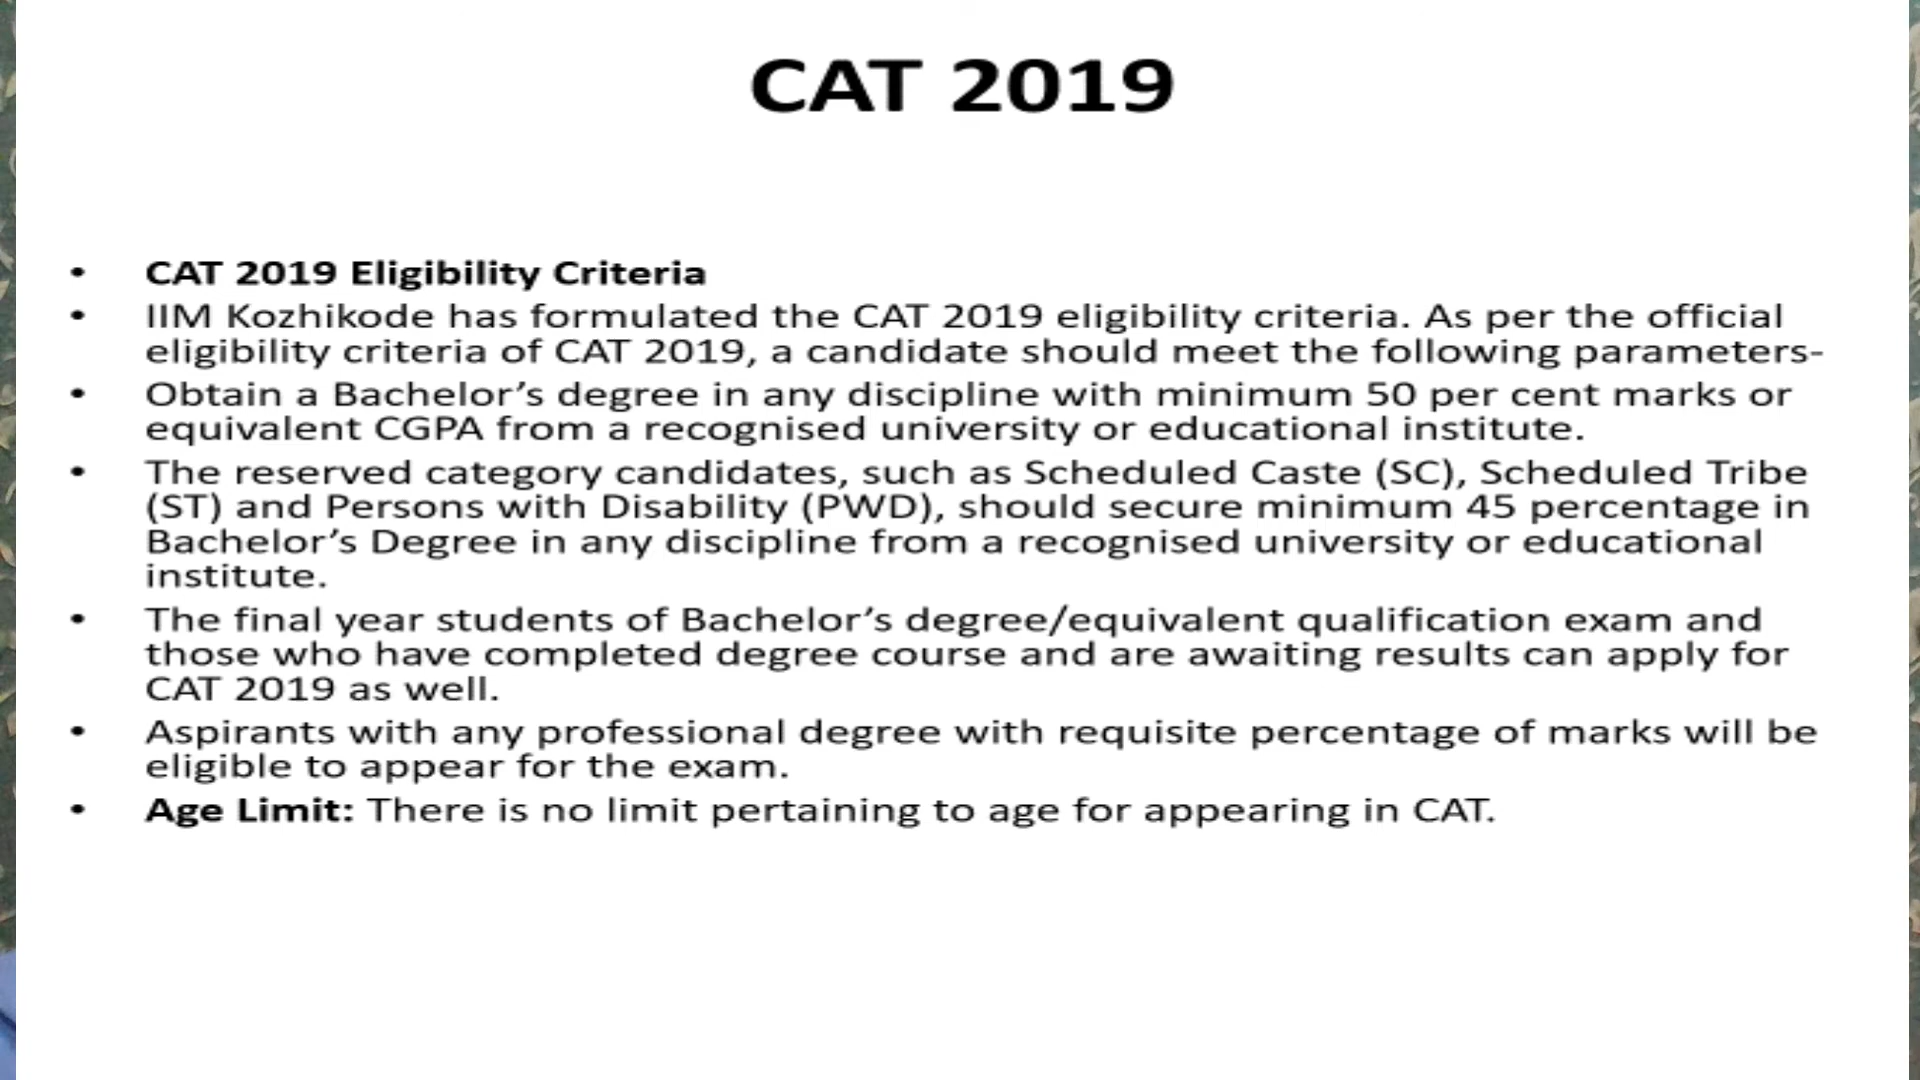 CAT 2019
• CAT 2019 Eligibility Criteria
• IIM Kozhikode has formulated the CAT 2019 eligibility criteria. As per the official
eligibility criteria of CAT 2019, a candidate should meet the following parameters-
• Obtain a Bachelor’s degree in any discipline with minimum 50 per cent marks or
equivalent CGPA from a recognised university or educational institute.
• The reserved category candidates, such as Scheduled Caste (SC), Scheduled Tribe
(ST) and Persons with Disability (PWD), should secure minimum 45 percentage in
Bachelor’s Degree in any discipline from a recognised university or educational
institute.
• The final year students of Bachelor’s degree/equivalent qualification exam and
those who have completed degree course and are awaiting results can apply for
CAT 2019 as well.
• Aspirants with any professional degree with requisite percentage of marks will be
eligible to appear for the exam.
• Age Limit: There is no limit pertaining to age for appearing in CAT.